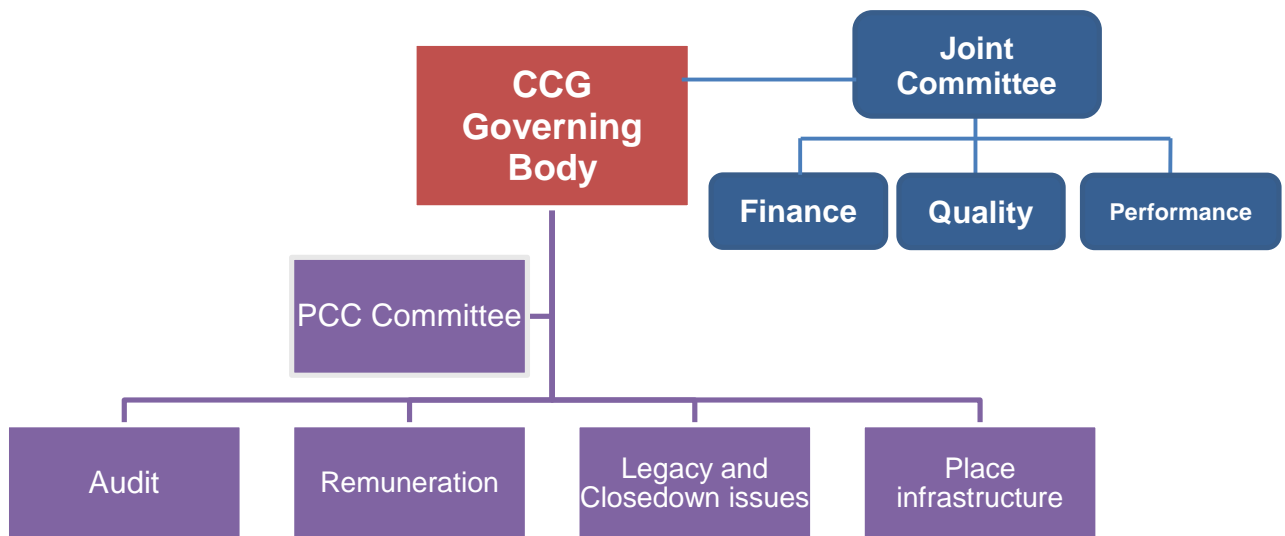 CCG
Governing
Body
Joint
Committee
Finance
Quality
Performance
PCC Committee
Audit
Remuneration
Legacy and
Closedown issues
Place
infrastructure